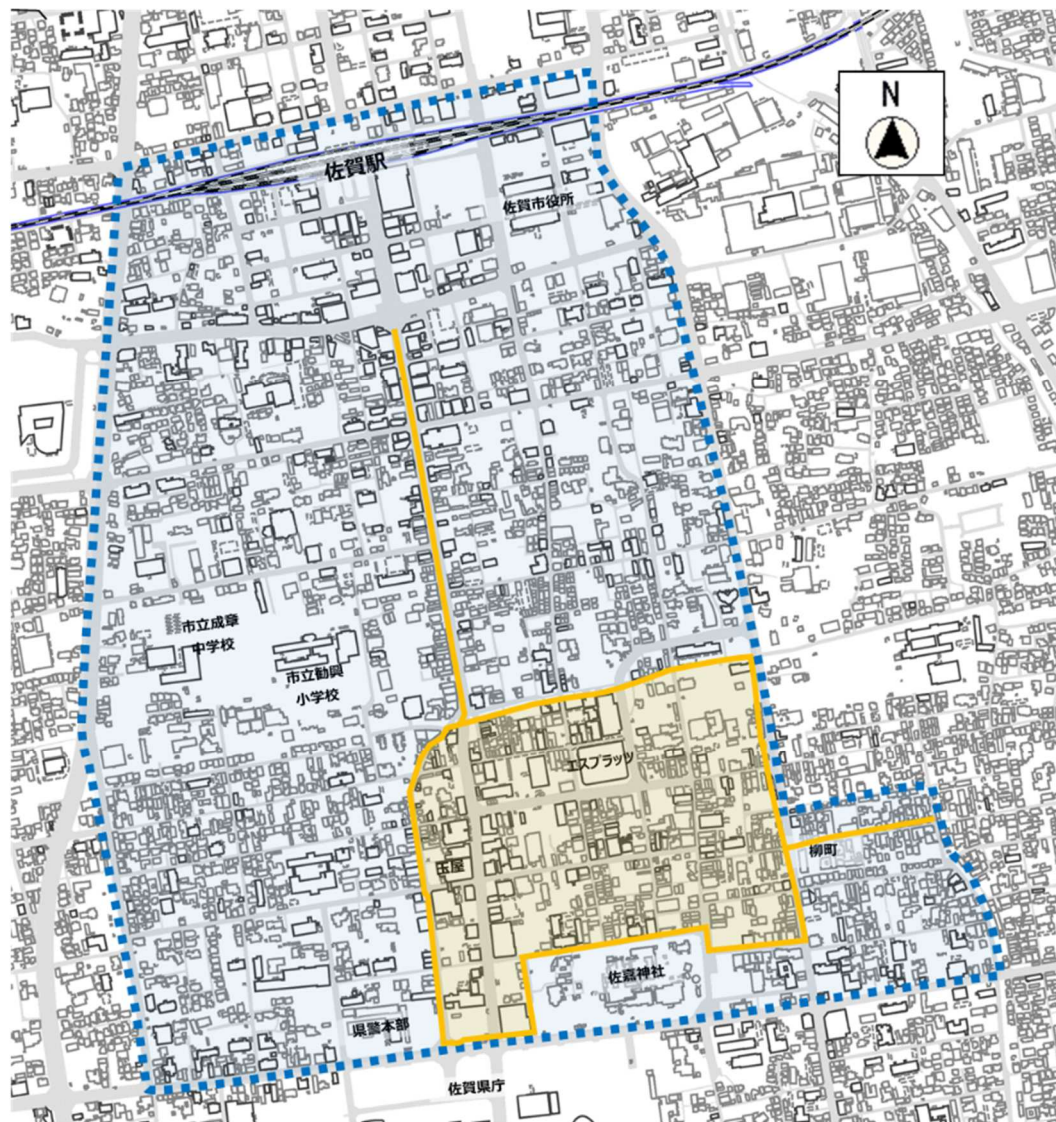 N
佐賀駅
佐賀市役所
市立成章
中学校
市立勧興
小学校
エスプラッツ
玉屋
柳町
佐嘉神社
県警本部
佐賀県庁